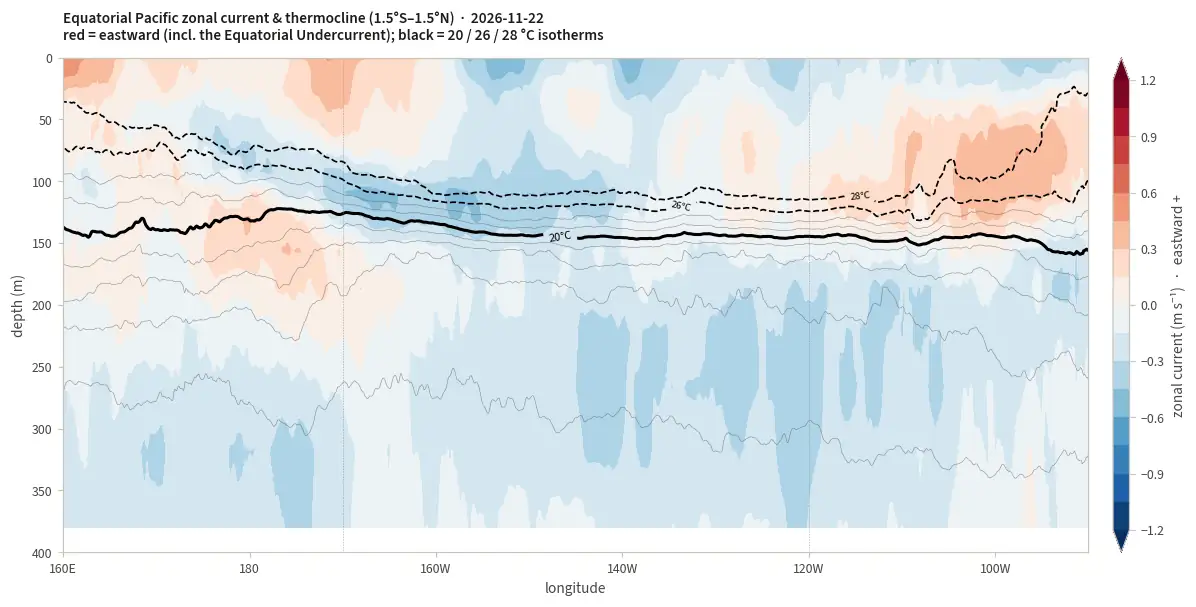 Equatorial Pacific zonal current & thermocline (1.5°S–1.5°N)  ·  2026-11-22
red = eastward (incl. the Equatorial Undercurrent); black = 20 / 26 / 28 °C isotherms
0
50
100
150
200
250
300
350
400
depth (m)
28°C
26°C
20°C
160E
180
160W
140W
120W
100W
longitude
1.2
0.9
0.6
0.3
0.0
−0.3
−0.6
−0.9
−1.2
zonal current (m s⁻¹)  ·  eastward +